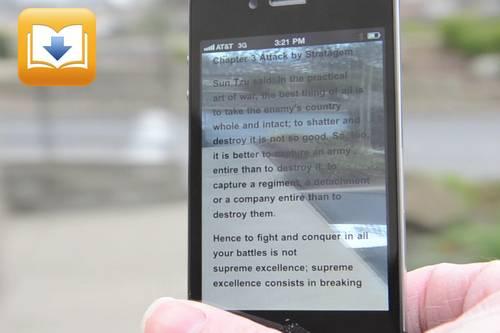 AT&T 3G 3:21 PM
Chapter 3 Attack by Stratagem
Sun Tzu said: In the practical
art of war, the best thing of all is
to take the enamy's country
whole and intact; to shatter and
destroy it is not so good. So, too,
it is better to capture an army
entire than to destroy it, to
capture a regiment, a detachment
or a company entire than to
destroy them.
Hence to fight and conquer in all
your battles is not
supreme excellence; supreme
excellence consists in breaking